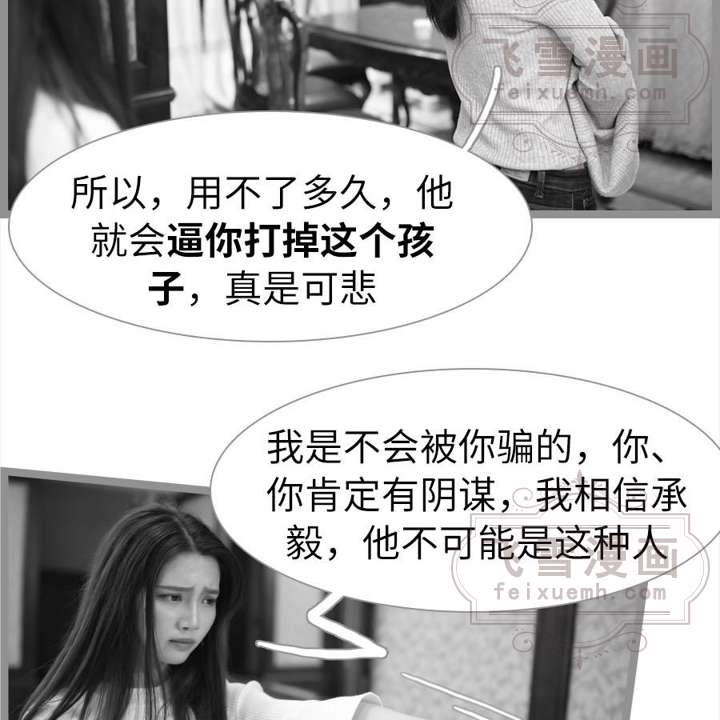 飞雪漫画
feixuemh.com
所以，用不了多久，他
就会逼你打掉这个孩
子，真是可悲
我是不会被你骗的，你、
你肯定有阴谋，我相信承
毅，他不可能是这种人
飞雪漫画
feixuemh.com